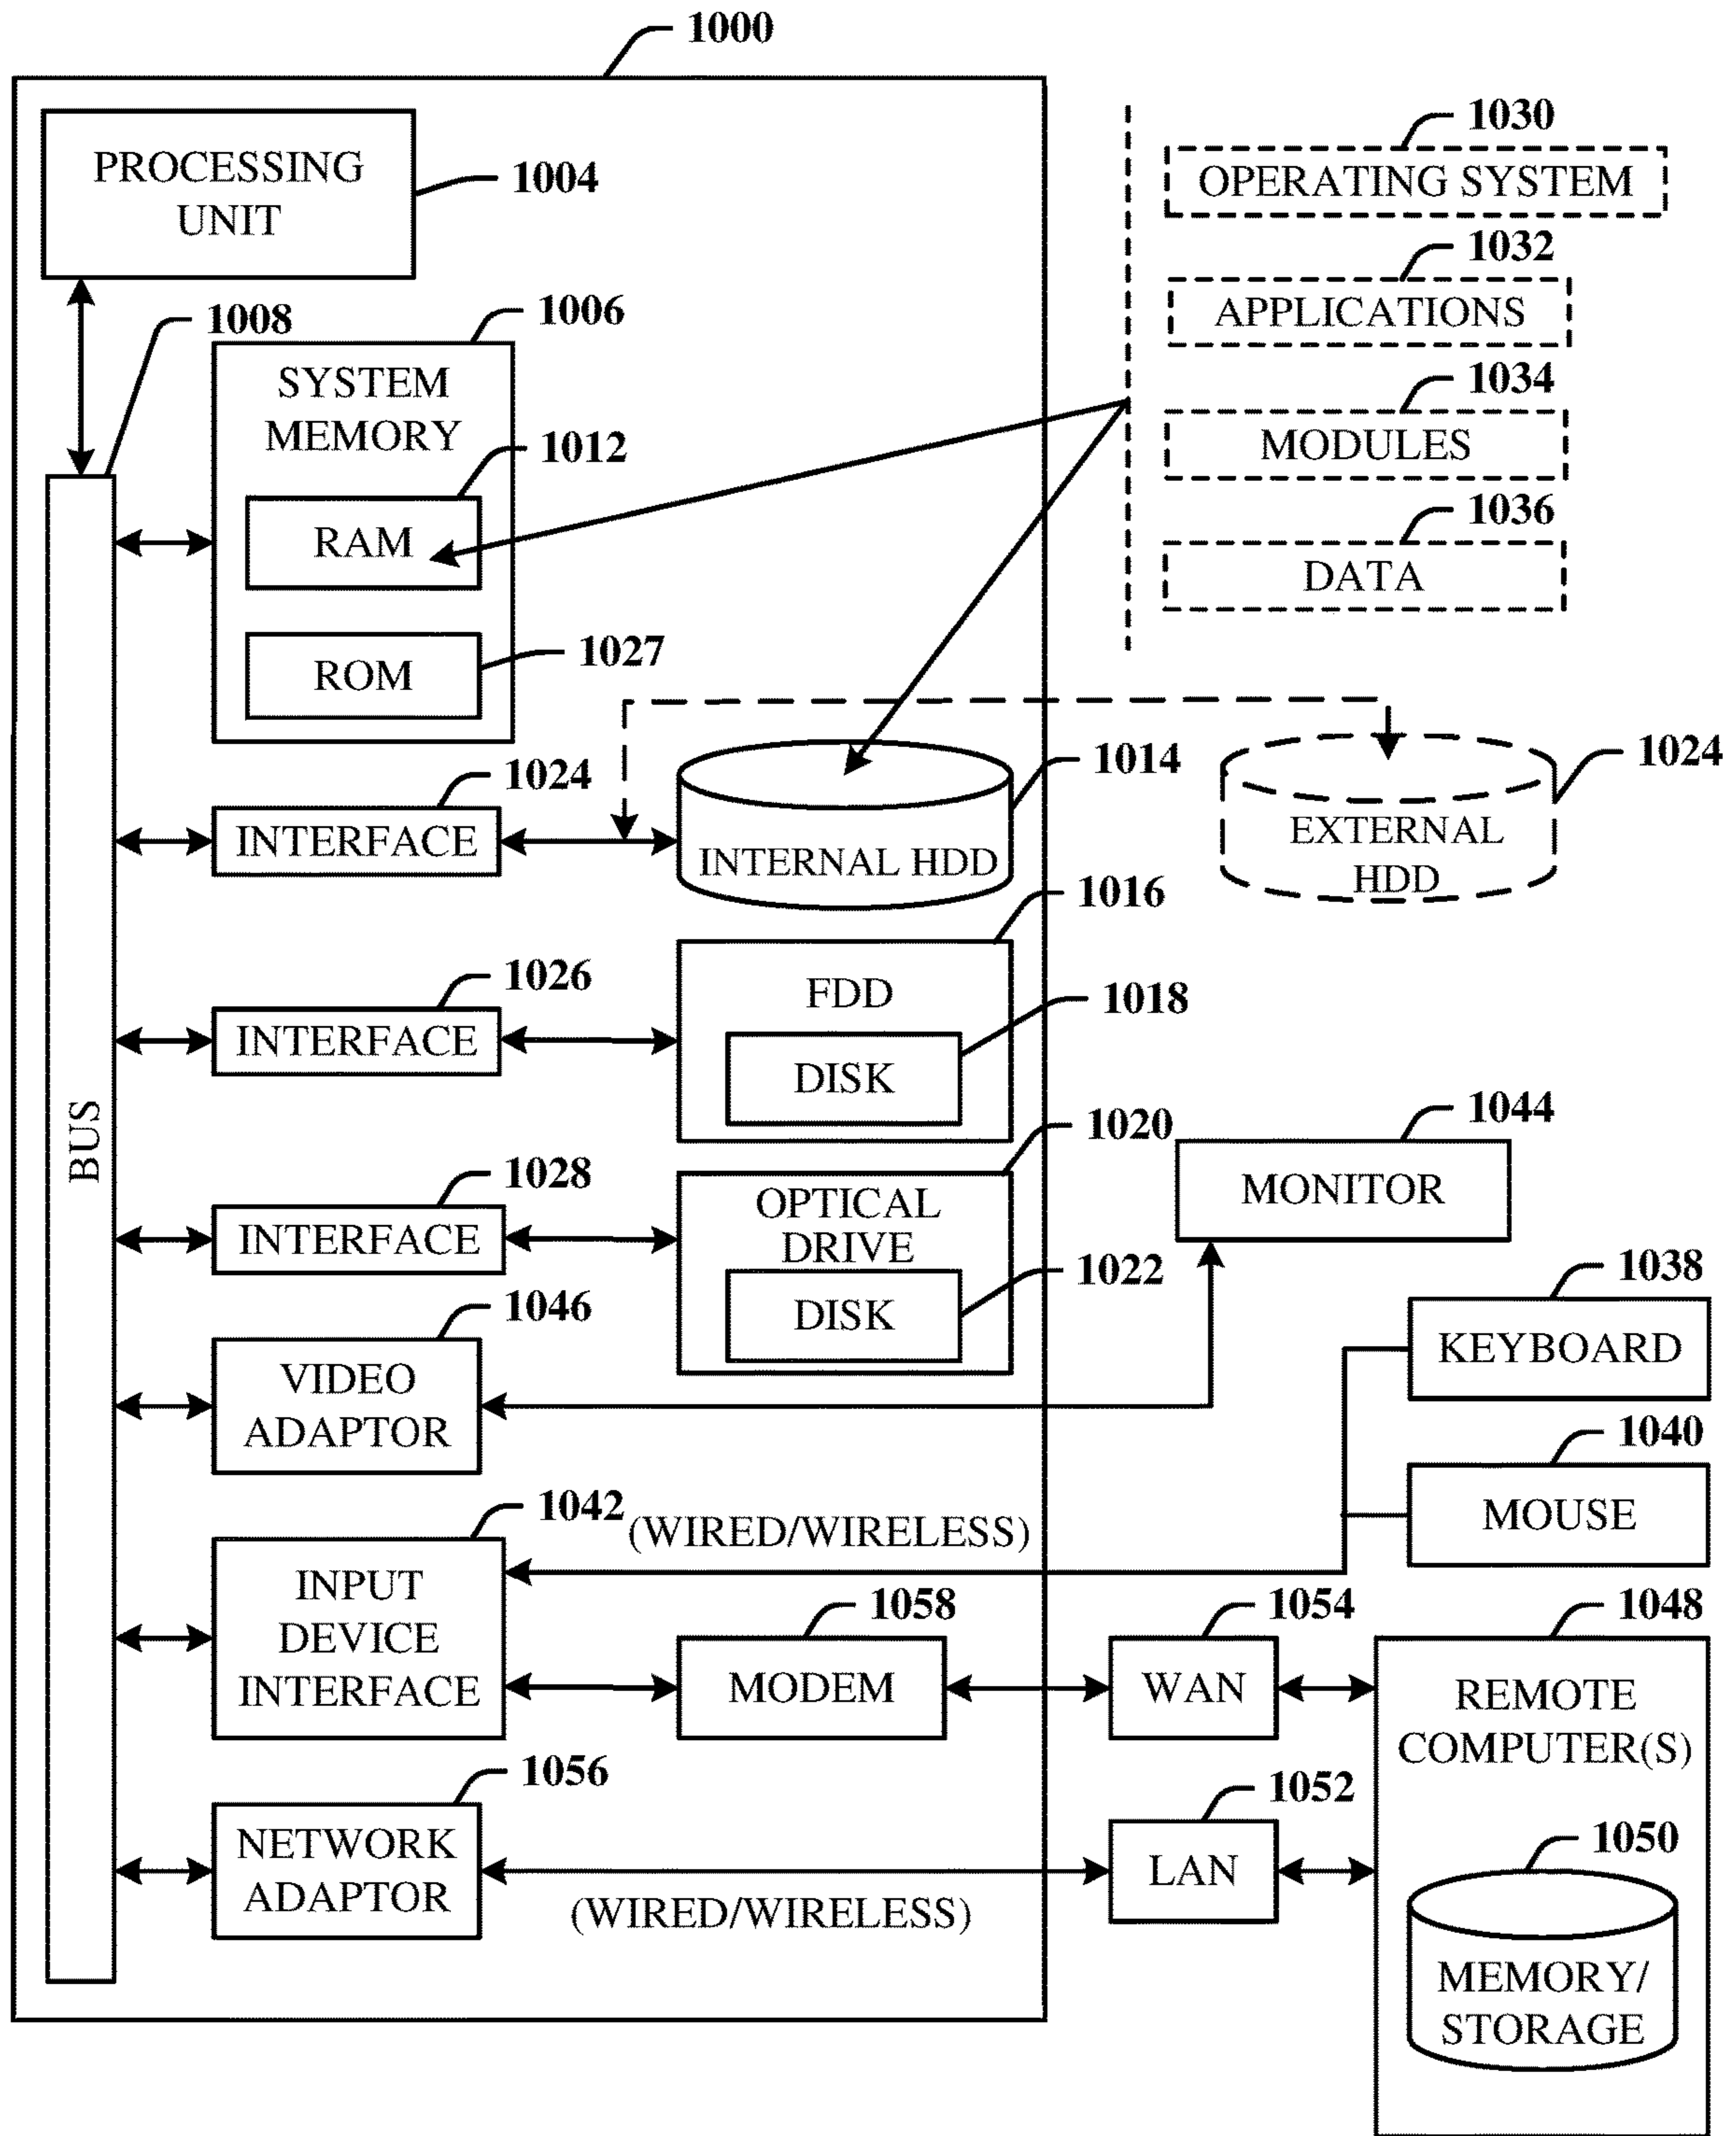 1000
PROCESSING
UNIT
1004
1030
OPERATING SYSTEM
1032
APPLICATIONS
1034
MODULES
1036
DATA
1008
1006
SYSTEM
MEMORY
1012
RAM
1027
ROM
1024
INTERFACE
1014
INTERNAL HDD
1024
EXTERNAL
HDD
1026
INTERFACE
1016
FDD
1018
DISK
BUS
1028
INTERFACE
1020
OPTICAL
DRIVE
1022
DISK
1044
MONITOR
1046
VIDEO
ADAPTOR
1038
KEYBOARD
1040
MOUSE
1042
(WIRED/WIRELESS)
INPUT
DEVICE
INTERFACE
1058
MODEM
1054
WAN
1048
REMOTE
COMPUTER(S)
1056
NETWORK
ADAPTOR
(WIRED/WIRELESS)
1052
LAN
1050
MEMORY/
STORAGE